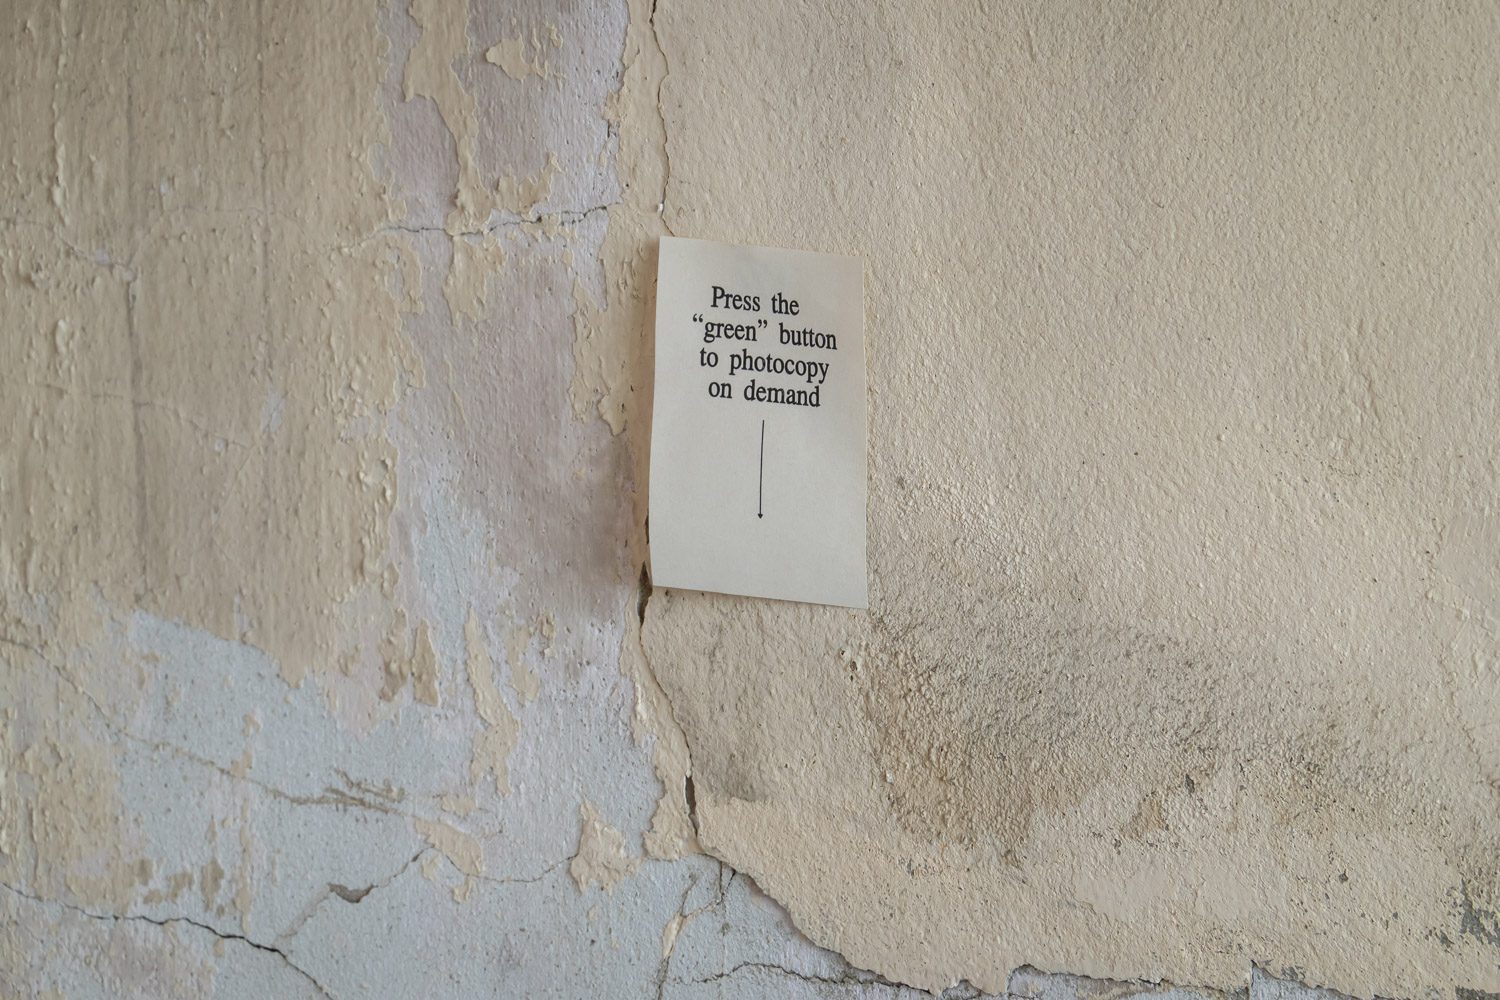 Press the
“green” button
to photocopy
on demand